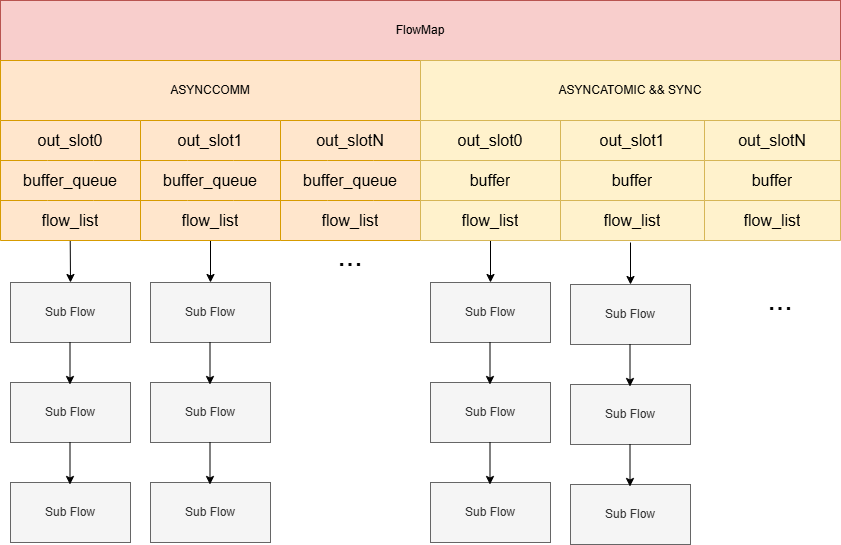 FlowMap
ASYNCCOMM ASYNCATOMIC && SYNC
out_slot0 out_slot1 out_slotN out_slot0 out_slot1 out_slotN
buffer_queue buffer_queue buffer_queue buffer buffer buffer
flow_list flow_list flow_list flow_list flow_list flow_list
...
...
Sub Flow Sub Flow Sub Flow Sub Flow
Sub Flow Sub Flow Sub Flow Sub Flow
Sub Flow Sub Flow Sub Flow Sub Flow